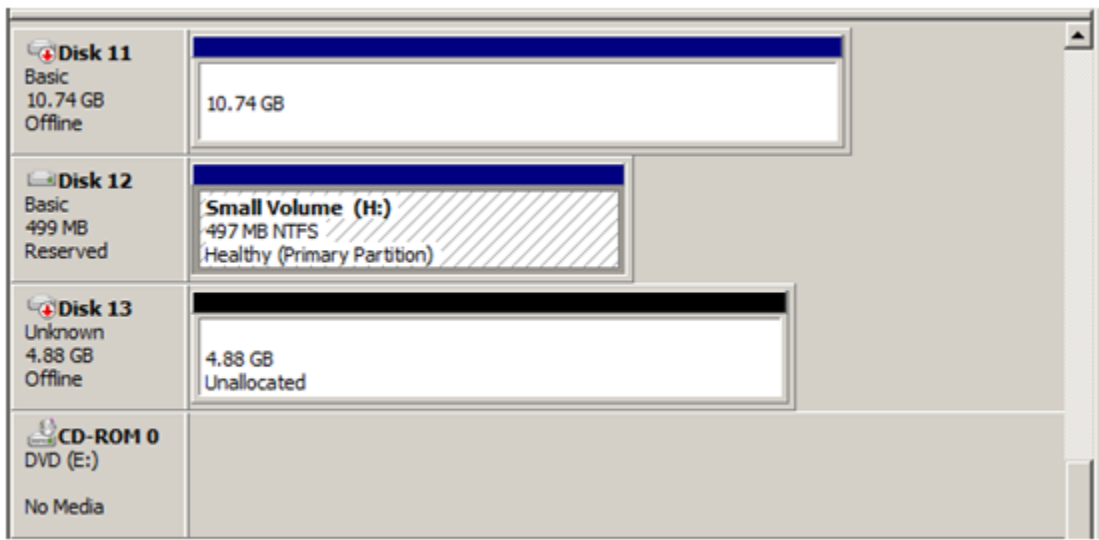 Disk 11
Basic
10.74 GB
Offline
10.74 GB
Disk 12
Basic
499 MB
Reserved
Small Volume (H:)
497 MB NTFS
Healthy (Primary Partition)
Disk 13
Unknown
4.88 GB
Offline
4.88 GB
Unallocated
CD-ROM 0
DVD (E:)
No Media